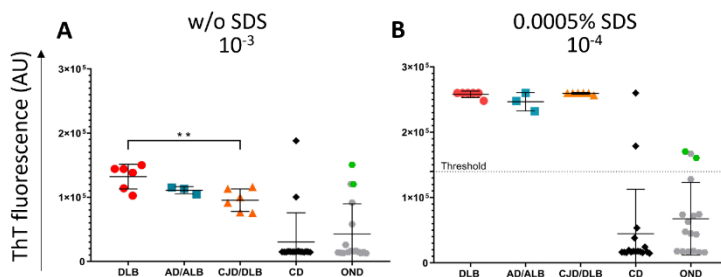 A
w/o SDS
10⁻³
B
0.0005% SDS
10⁻⁴
ThT fluorescence (AU)
3×10⁵
2×10⁵
1×10⁵
0
**
DLB
AD/ALB
CJD/DLB
CD
OND
3×10⁵
2×10⁵
1×10⁵
0
Threshold
DLB
AD/ALB
CJD/DLB
CD
OND